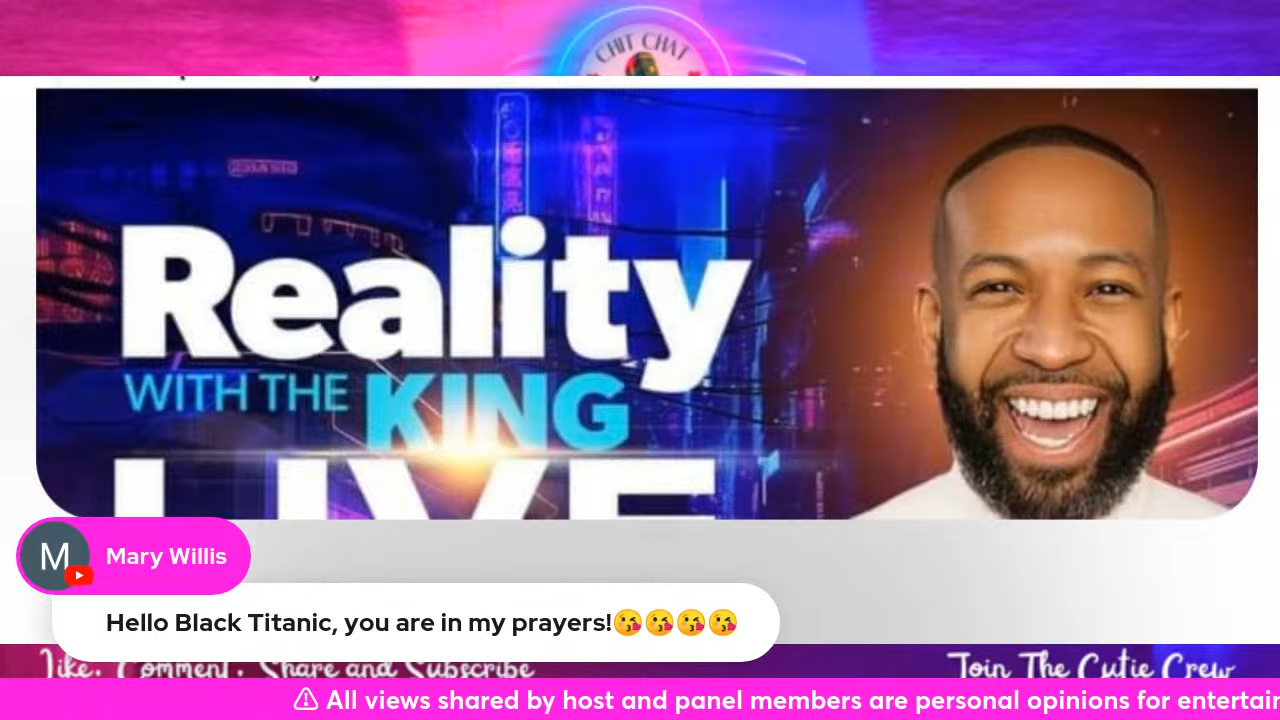 CHIT CHAT
Reality
WITH THE KING
LIVE
M
Mary Willis
Hello Black Titanic, you are in my prayers!😘😘😘😘
Like, Comment, Share and Subscribe
Join The Cutie Crew
⚠ All views shared by host and panel members are personal opinions for entertain